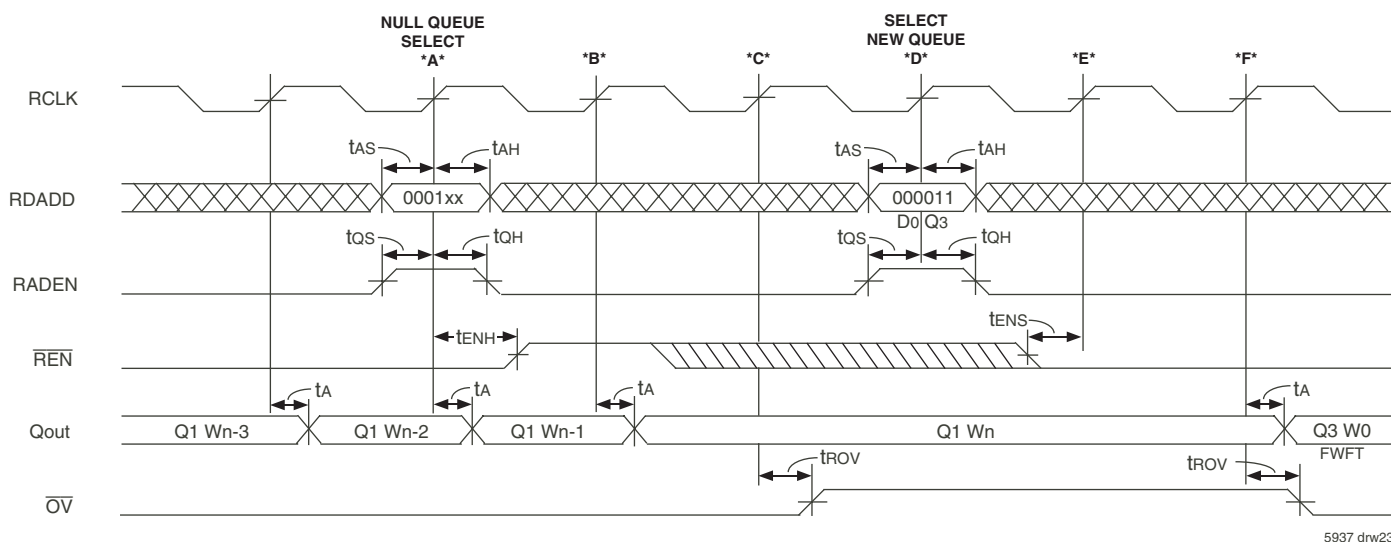 NULL QUEUE
SELECT
*A*
*B*
*C*
SELECT
NEW QUEUE
*D*
*E*
*F*
RCLK
tAS
tAH
tAS
tAH
RDADD
0001xx
000011
D0 Q3
tQS
tQH
tQS
tQH
RADEN
tENH
tENS
REN
tA
tA
tA
tA
Qout
Q1 Wn-3
Q1 Wn-2
Q1 Wn-1
Q1 Wn
Q3 W0
FWFT
tROV
tROV
OV
5937 drw23